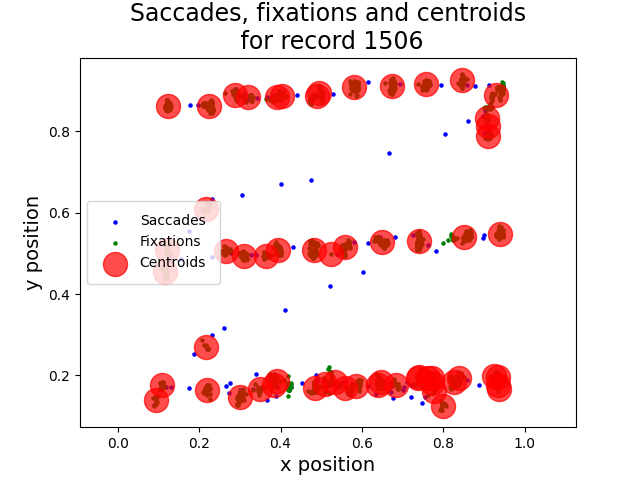 Saccades, fixations and centroids
for record 1506
y position
0.8
0.6
0.4
0.2
Saccades
Fixations
Centroids
0.0 0.2 0.4 0.6 0.8 1.0
x position